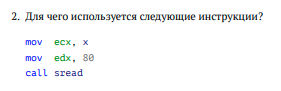 2. Для чего используется следующие инструкции?
mov ecx, x
mov edx, 80
call sread